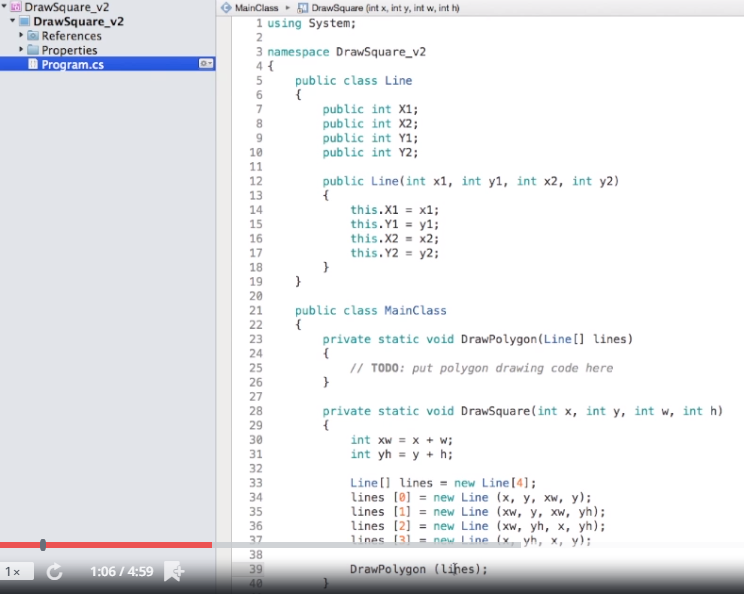 DrawSquare_v2
DrawSquare_v2
References
Properties
Program.cs
MainClass ▸ DrawSquare (int x, int y, int w, int h)
1 using System;
2
3 namespace DrawSquare_v2
4 {
5 public class Line
6 {
7 public int X1;
8 public int X2;
9 public int Y1;
10 public int Y2;
11
12 public Line(int x1, int y1, int x2, int y2)
13 {
14 this.X1 = x1;
15 this.Y1 = y1;
16 this.X2 = x2;
17 this.Y2 = y2;
18 }
19 }
20
21 public class MainClass
22 {
23 private static void DrawPolygon(Line[] lines)
24 {
25 // TODO: put polygon drawing code here
26 }
27
28 private static void DrawSquare(int x, int y, int w, int h)
29 {
30 int xw = x + w;
31 int yh = y + h;
32
33 Line[] lines = new Line[4];
34 lines [0] = new Line (x, y, xw, y);
35 lines [1] = new Line (xw, y, xw, yh);
36 lines [2] = new Line (xw, yh, x, yh);
37 lines [3] = new Line (x, yh, x, y);
38
39 DrawPolygon (lines);
40 }
1x 1:06 / 4:59